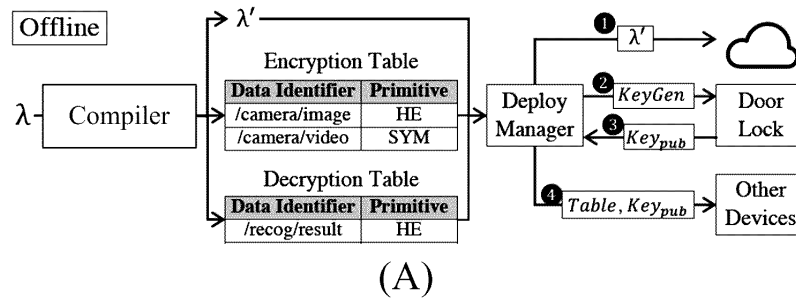 Offline
λ
Compiler
λ′
Encryption Table
Data Identifier Primitive
/camera/image HE
/camera/video SYM
Decryption Table
Data Identifier Primitive
/recog/result HE
Deploy
Manager
1 λ′
2 KeyGen
3 Key_pub
Door
Lock
4 Table, Key_pub
Other
Devices
(A)